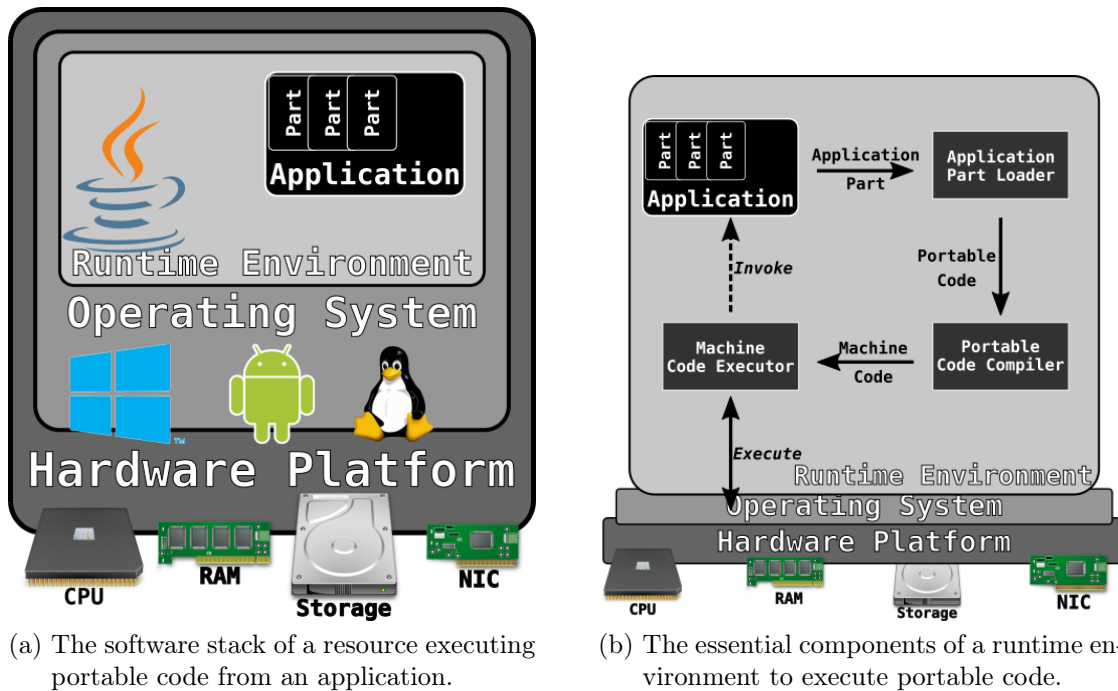 Part
Part
Part
Application
Runtime Environment
Operating System
TM
Hardware Platform
CPU
RAM
Storage
NIC
(a) The software stack of a resource executing
portable code from an application.
Part
Part
Part
Application
Application
Part
Application
Part Loader
Invoke
Portable
Code
Machine
Code Executor
Machine
Code
Portable
Code Compiler
Execute
Runtime Environment
Operating System
Hardware Platform
CPU
RAM
Storage
NIC
(b) The essential components of a runtime en-
vironment to execute portable code.